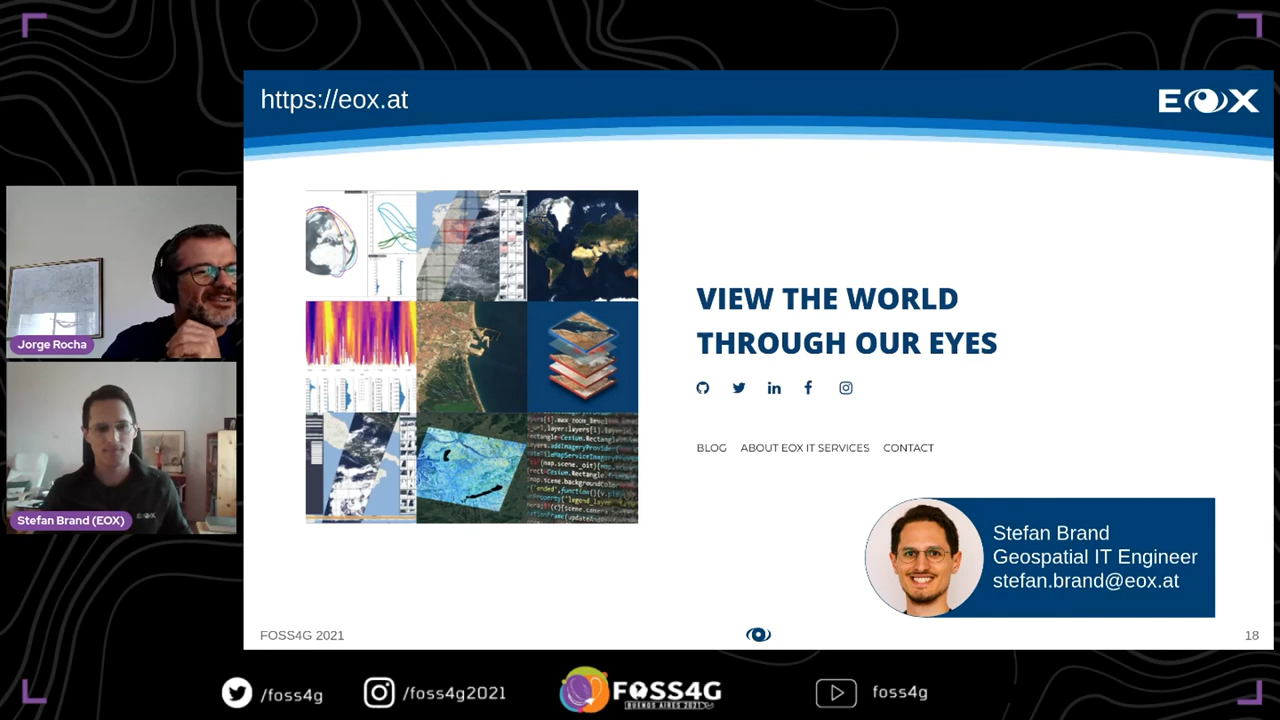 https://eox.at
EOX
Jorge Rocha
Stefan Brand (EOX)
VIEW THE WORLD
THROUGH OUR EYES
BLOG ABOUT EOX IT SERVICES CONTACT
Stefan Brand
Geospatial IT Engineer
stefan.brand@eox.at
FOSS4G 2021
18
/foss4g
/foss4g2021
FOSS4G
BUENOS AIRES 2021
foss4g